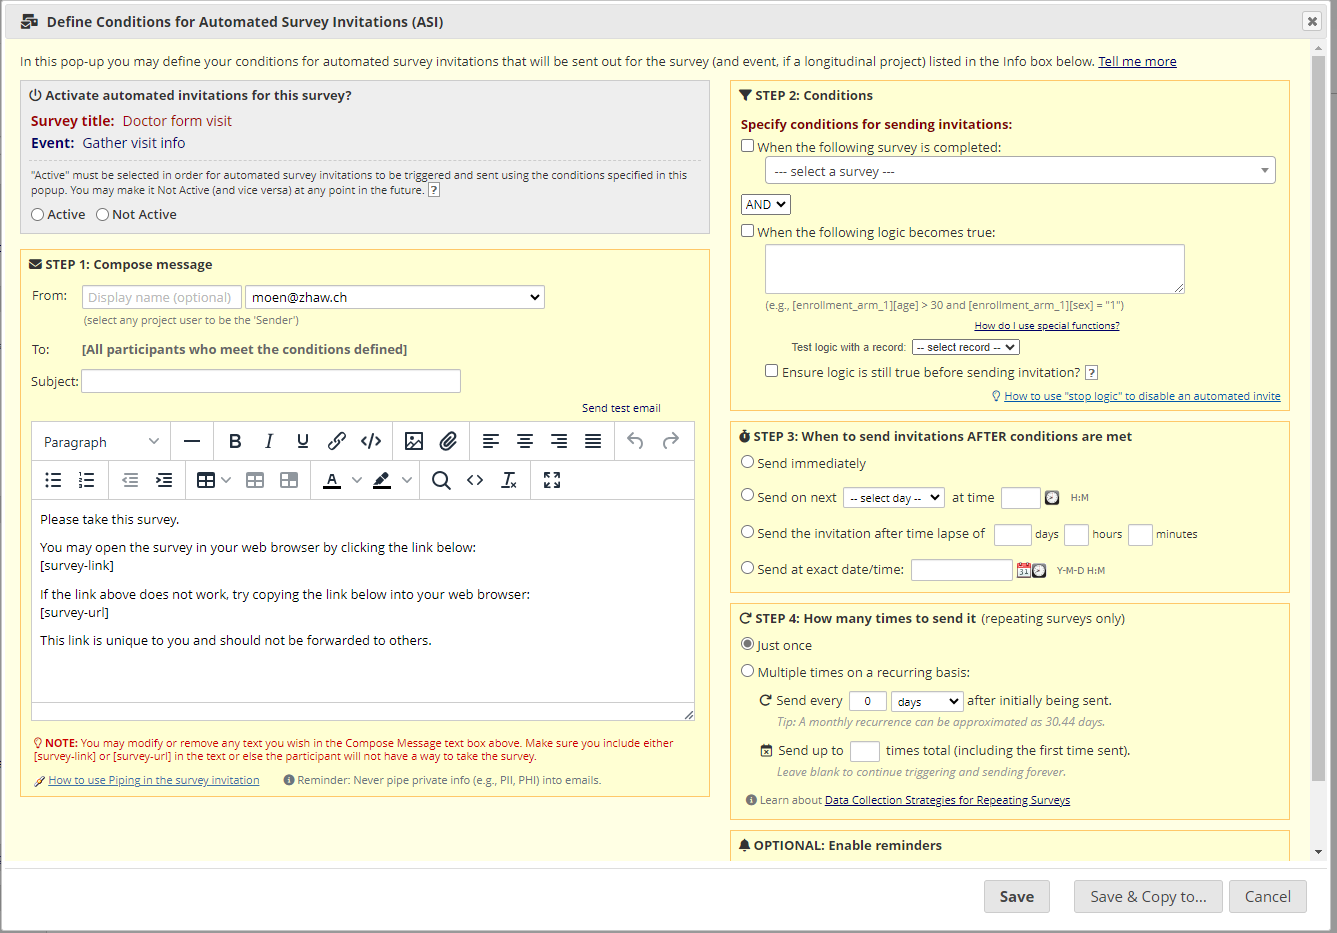 Define Conditions for Automated Survey Invitations (ASI)
In this pop-up you may define your conditions for automated survey invitations that will be sent out for the survey (and event, if a longitudinal project) listed in the Info box below. Tell me more
Activate automated invitations for this survey?
Survey title: Doctor form visit
Event: Gather visit info
"Active" must be selected in order for automated survey invitations to be triggered and sent using the conditions specified in this
popup. You may make it Not Active (and vice versa) at any point in the future. ?
Active Not Active
STEP 1: Compose message
From: Display name (optional) moen@zhaw.ch
(select any project user to be the 'Sender')
To: [All participants who meet the conditions defined]
Subject:
Send test email
Paragraph
B I U </>
A <> Tx
Please take this survey.
You may open the survey in your web browser by clicking the link below:
[survey-link]
If the link above does not work, try copying the link below into your web browser:
[survey-url]
This link is unique to you and should not be forwarded to others.
NOTE: You may modify or remove any text you wish in the Compose Message text box above. Make sure you include either
[survey-link] or [survey-url] in the text or else the participant will not have a way to take the survey.
How to use Piping in the survey invitation Reminder: Never pipe private info (e.g., PII, PHI) into emails.
STEP 2: Conditions
Specify conditions for sending invitations:
When the following survey is completed:
--- select a survey ---
AND
When the following logic becomes true:
(e.g., [enrollment_arm_1][age] > 30 and [enrollment_arm_1][sex] = "1")
How do I use special functions?
Test logic with a record: -- select record --
Ensure logic is still true before sending invitation? ?
How to use "stop logic" to disable an automated invite
STEP 3: When to send invitations AFTER conditions are met
Send immediately
Send on next -- select day -- at time H:M
Send the invitation after time lapse of days hours minutes
Send at exact date/time: 31 Y-M-D H:M
STEP 4: How many times to send it (repeating surveys only)
Just once
Multiple times on a recurring basis:
Send every 0 days after initially being sent.
Tip: A monthly recurrence can be approximated as 30.44 days.
Send up to times total (including the first time sent).
Leave blank to continue triggering and sending forever.
Learn about Data Collection Strategies for Repeating Surveys
OPTIONAL: Enable reminders
Save Save & Copy to... Cancel